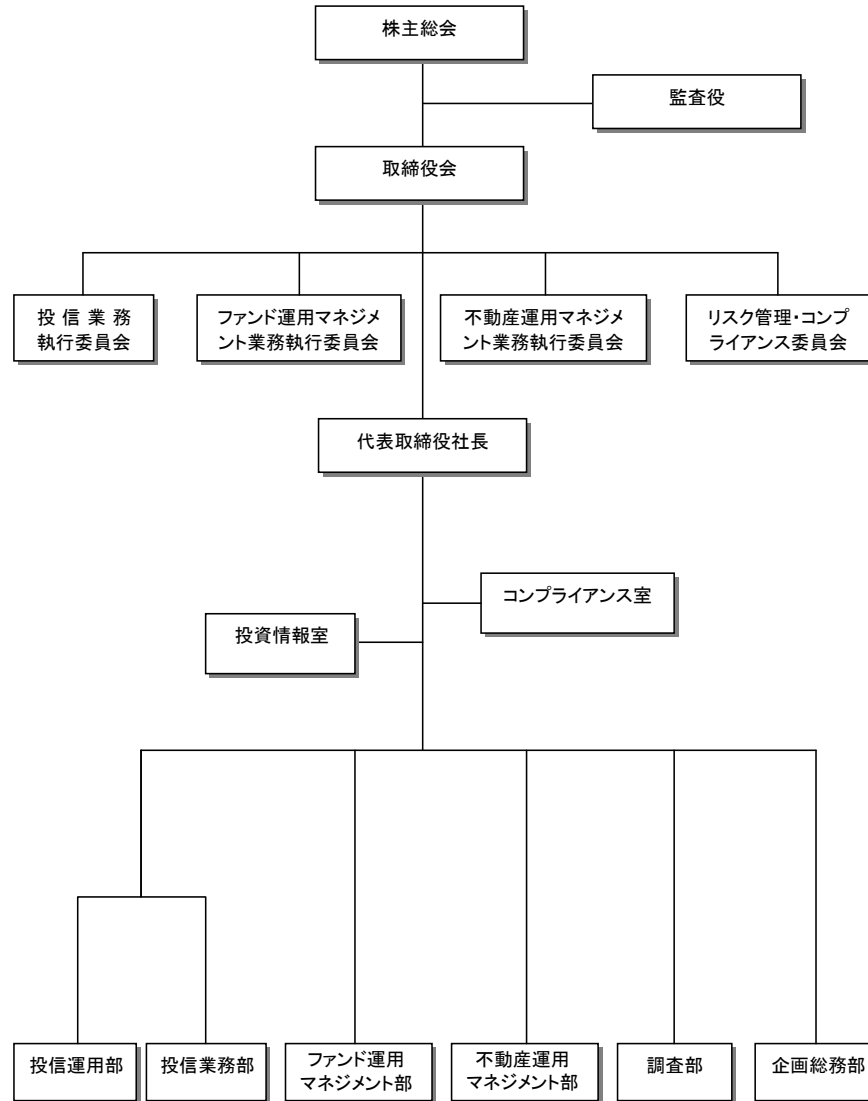 株主総会
監査役
取締役会
投 信 業 務
執行委員会
ファンド運用マネジメ
ント業務執行委員会
不動産運用マネジメ
ント業務執行委員会
リスク管理・コンプ
ライアンス委員会
代表取締役社長
コンプライアンス室
投資情報室
投信運用部
投信業務部
ファンド運用
マネジメント部
不動産運用
マネジメント部
調査部
企画総務部